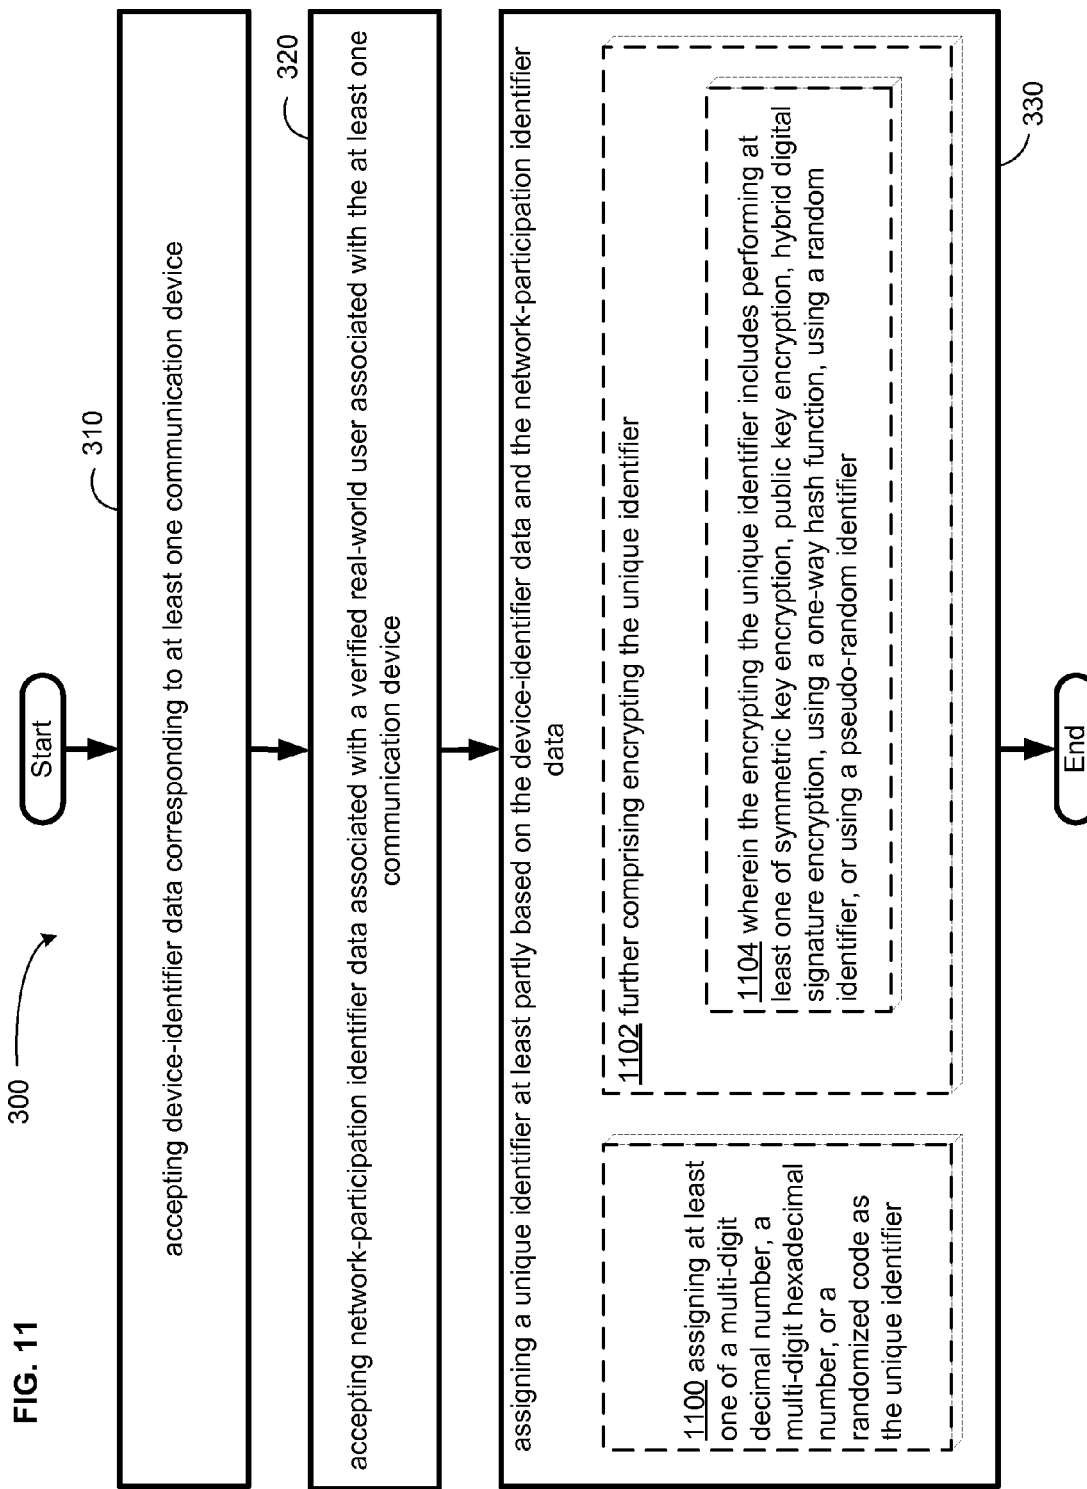 FIG. 11
300
Start
310
accepting device-identifier data corresponding to at least one communication device
320
accepting network-participation identifier data associated with a verified real-world user associated with the at least one
communication device
assigning a unique identifier at least partly based on the device-identifier data and the network-participation identifier
data
1100 assigning at least
one of a multi-digit
decimal number, a
multi-digit hexadecimal
number, or a
randomized code as
the unique identifier
1102 further comprising encrypting the unique identifier
1104 wherein the encrypting the unique identifier includes performing at
least one of symmetric key encryption, public key encryption, hybrid digital
signature encryption, using a one-way hash function, using a random
identifier, or using a pseudo-random identifier
330
End